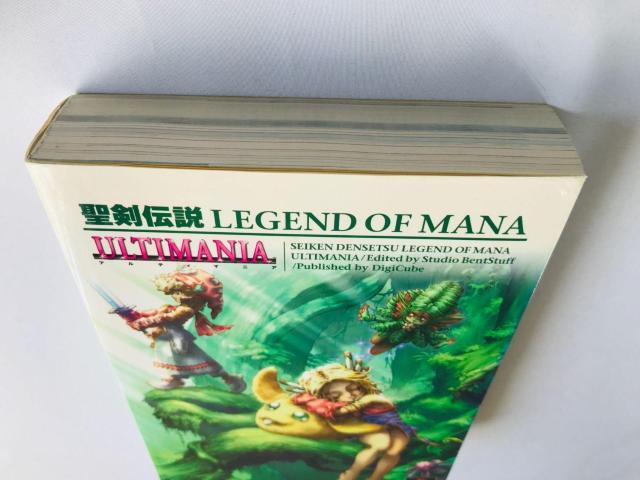 聖剣伝説 LEGEND OF MANA
ULTIMANIA
アルティマニア
SEIKEN DENSETSU LEGEND OF MANA
ULTIMANIA/Edited by Studio BentStuff
/Published by DigiCube